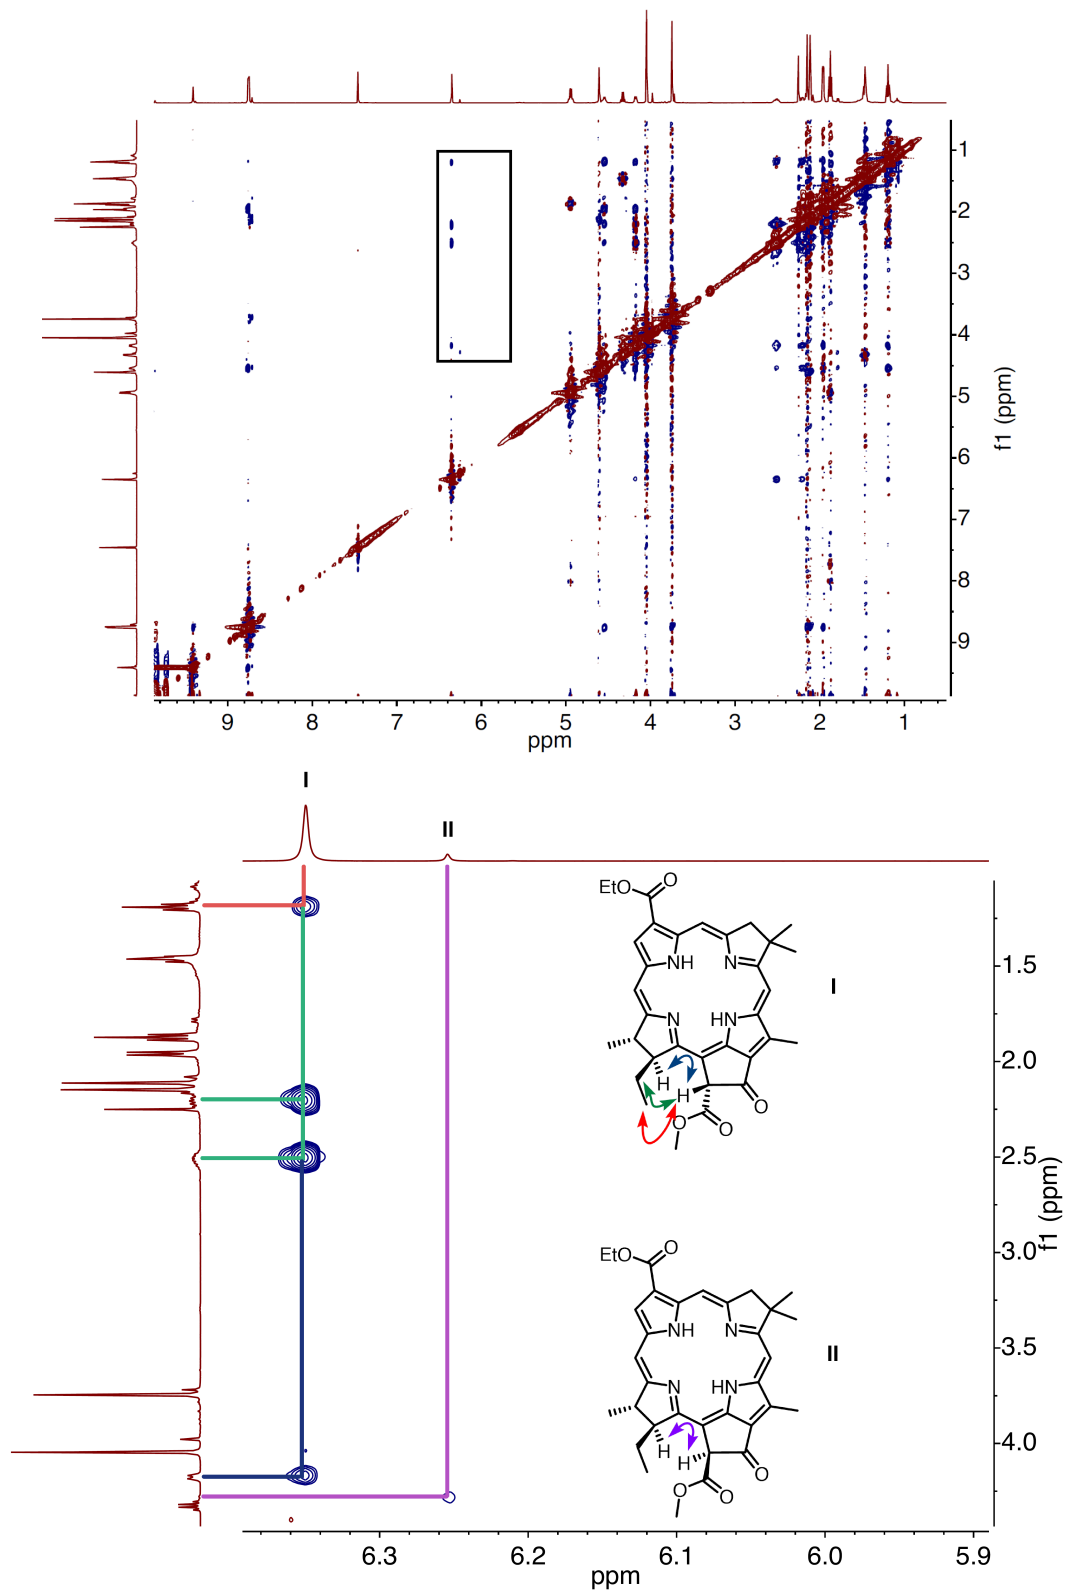 1
2
3
4
5
6
7
8
9
f1 (ppm)
9 8 7 6 5 4 3 2 1
ppm
I
II
EtO O
NH N
N HN
H
H
O
O
O
I
1.5
2.0
2.5
3.0
3.5
4.0
f1 (ppm)
EtO O
NH N
N HN
H
H
O
O
O
II
6.3 6.2 6.1 6.0 5.9
ppm